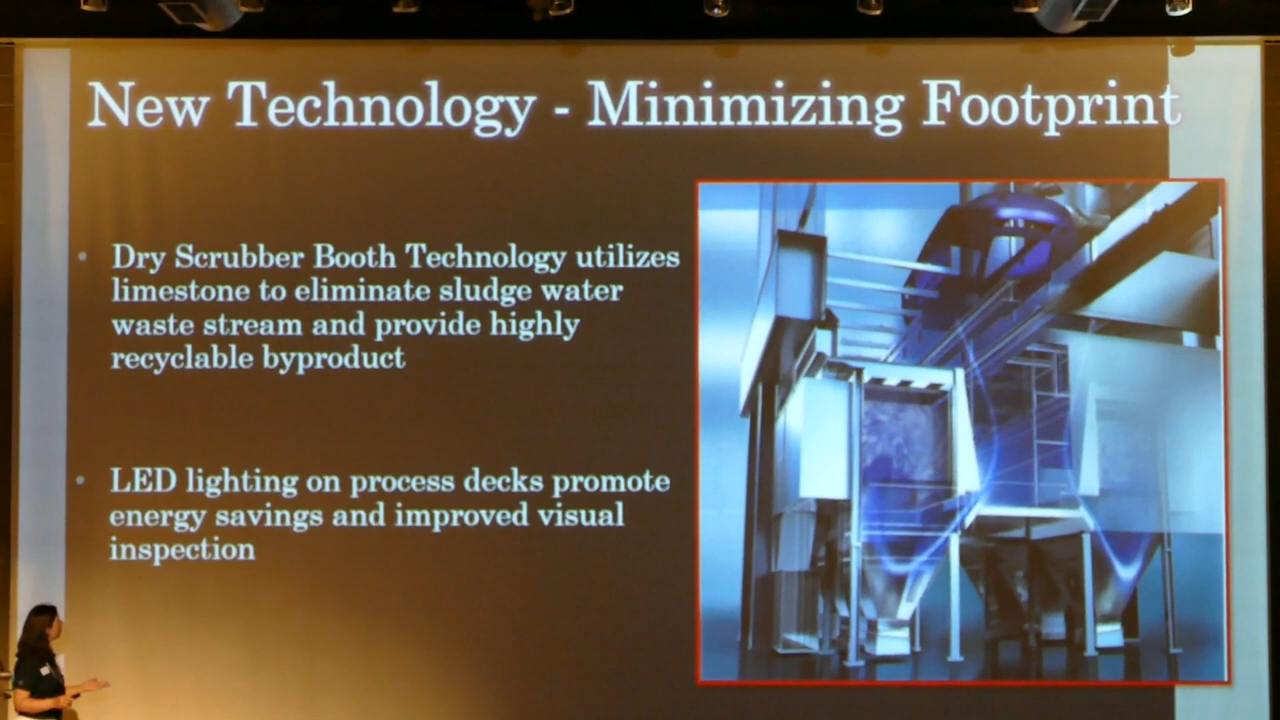 New Technology - Minimizing Footprint
Dry Scrubber Booth Technology utilizes
limestone to eliminate sludge water
waste stream and provide highly
recyclable byproduct
LED lighting on process decks promote
energy savings and improved visual
inspection